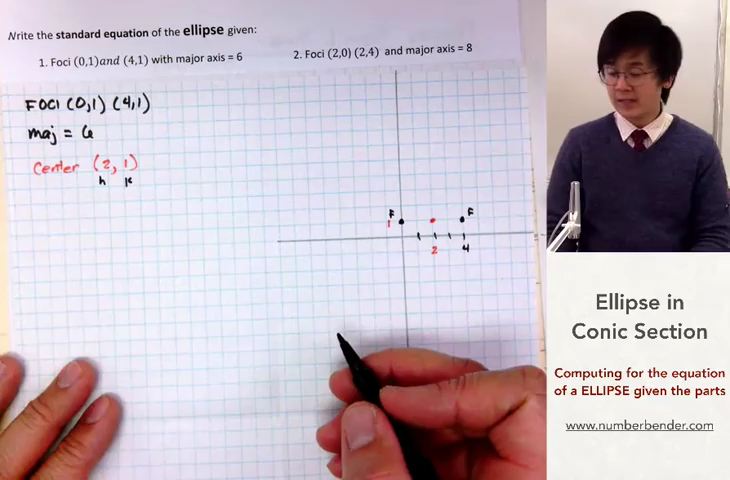 Write the standard equation of the ellipse given:
1. Foci (0,1)and (4,1) with major axis = 6
2. Foci (2,0) (2,4) and major axis = 8
FOCI (0,1) (4,1)
maj = 6
Center (2, 1)
h k
F F
1
2 4
Ellipse in
Conic Section
Computing for the equation
of a ELLIPSE given the parts
www.numberbender.com